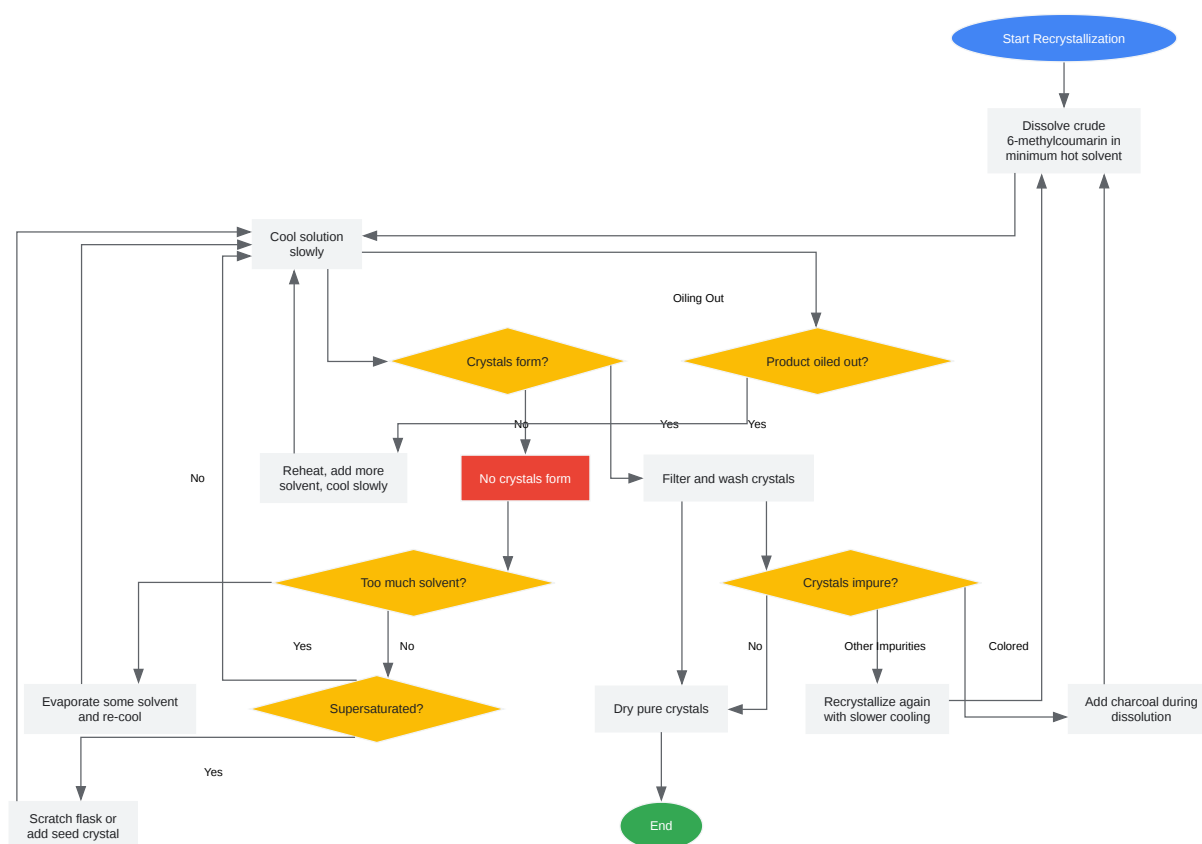 Start Recrystallization
Dissolve crude
6-methylcoumarin in
minimum hot solvent
Cool solution
slowly
Oiling Out
Crystals form?
Product oiled out?
No
Yes
Yes
Reheat, add more
solvent, cool slowly
No
No crystals form
Filter and wash crystals
Too much solvent?
Crystals impure?
Yes
No
No
Other Impurities
Colored
Evaporate some solvent
and re-cool
Supersaturated?
Dry pure crystals
Recrystallize again
with slower cooling
Add charcoal during
dissolution
Yes
Scratch flask or
add seed crystal
End